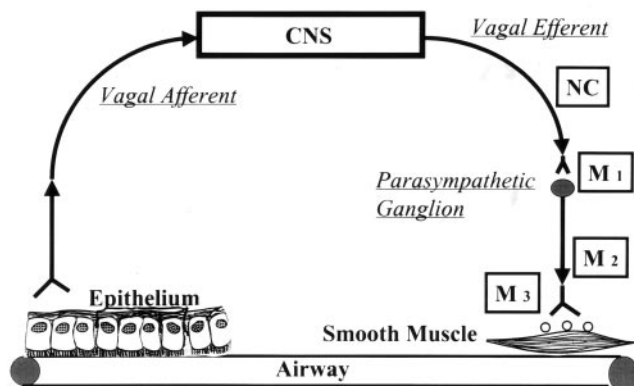 CNS
Vagal Efferent
Vagal Afferent
NC
M 1
Parasympathetic
Ganglion
M 2
M 3
Epithelium
Smooth Muscle
Airway